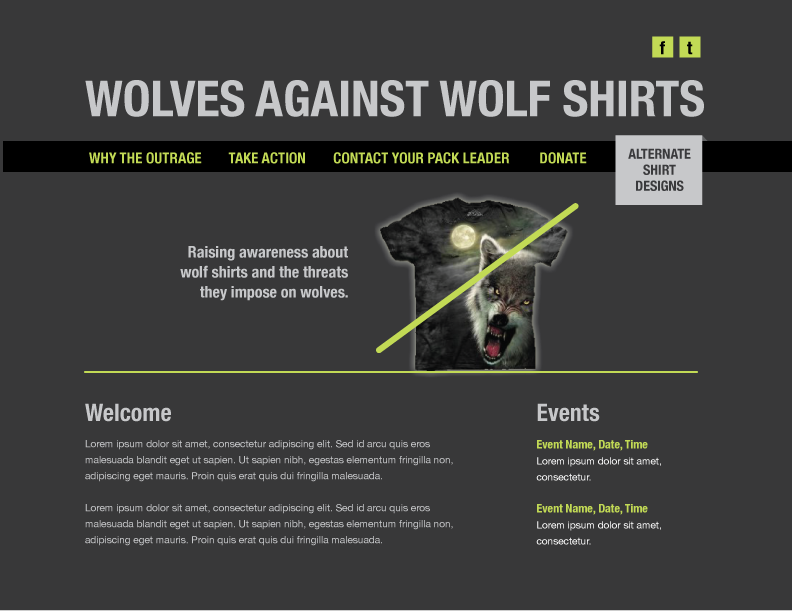 f t
WOLVES AGAINST WOLF SHIRTS
WHY THE OUTRAGE TAKE ACTION CONTACT YOUR PACK LEADER DONATE
ALTERNATE
SHIRT
DESIGNS
Raising awareness about
wolf shirts and the threats
they impose on wolves.
Welcome
Lorem ipsum dolor sit amet, consectetur adipiscing elit. Sed id arcu quis eros
malesuada blandit eget ut sapien. Ut sapien nibh, egestas elementum fringilla non,
adipiscing eget mauris. Proin quis erat quis dui fringilla malesuada.
Lorem ipsum dolor sit amet, consectetur adipiscing elit. Sed id arcu quis eros
malesuada blandit eget ut sapien. Ut sapien nibh, egestas elementum fringilla non,
adipiscing eget mauris. Proin quis erat quis dui fringilla malesuada.
Events
Event Name, Date, Time
Lorem ipsum dolor sit amet,
consectetur.
Event Name, Date, Time
Lorem ipsum dolor sit amet,
consectetur.